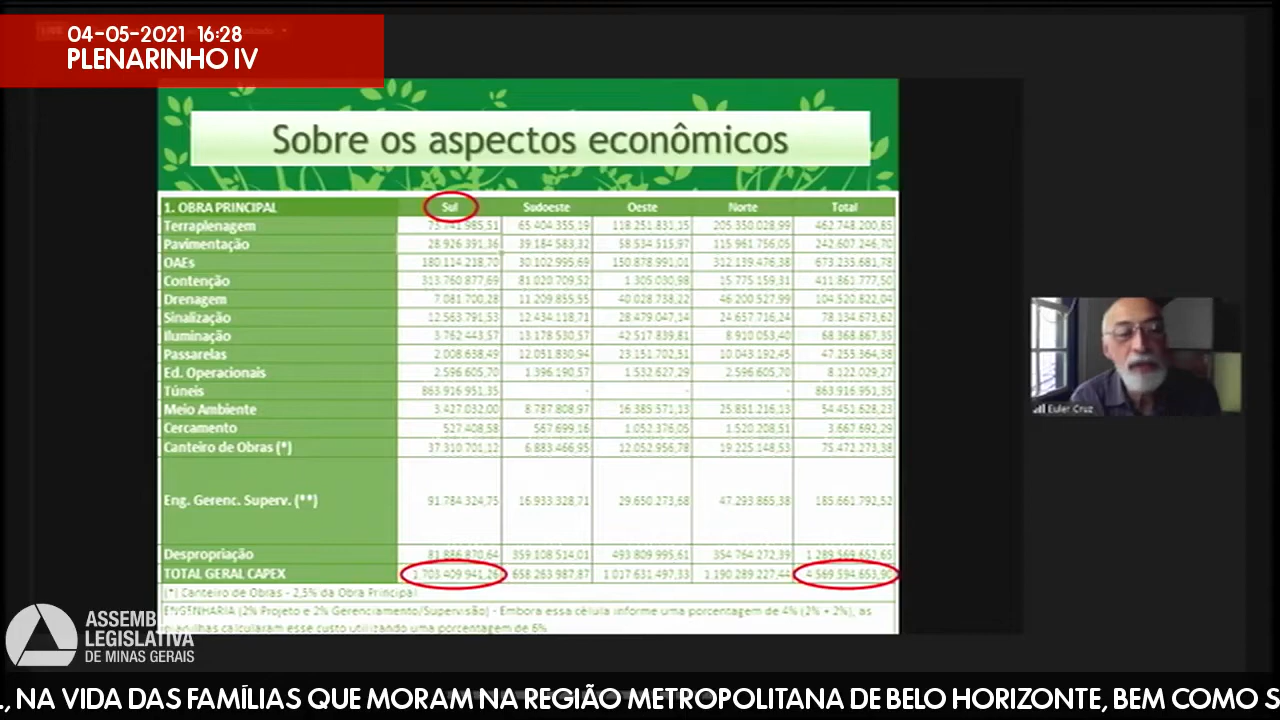 04-05-2021 16:28
PLENARINHO IV
Sobre os aspectos econômicos
1. OBRA PRINCIPAL Sul Sudoeste Oeste Norte Total
Terraplenagem 65 404 355,19 118 251 831,15 205 350 028,99 462 748 200,85
Pavimentação 28 926 391,36 39 184 583,32 58 534 515,97 115 961 756,05 242 607 246,70
OAEs 180 114 218,70 30 102 995,69 150 878 991,01 312 139 476,38 673 233 681,78
Contenção 313 760 877,69 81 020 709,52 1 305 030,98 15 775 159,31 411 861 777,50
Drenagem 7 081 700,28 11 209 855,55 40 028 738,22 46 200 527,99 104 520 822,04
Sinalização 12 563 791,53 12 434 118,71 28 479 047,14 24 657 716,24 78 134 673,62
Iluminação 3 762 443,57 13 178 530,57 42 517 839,81 8 910 053,40 68 368 867,35
Passarelas 2 008 638,49 12 051 830,94 23 151 702,51 10 043 192,45 47 255 364,38
Ed. Operacionais 2 596 605,70 1 396 190,57 1 532 627,29 2 596 605,70 8 122 029,27
Túneis 863 916 951,35 - - - 863 916 951,35
Meio Ambiente 3 427 032,00 8 787 808,97 16 385 571,13 25 851 216,13 54 451 628,23
Cercamento 527 408,58 567 699,16 1 052 376,05 1 520 208,51 3 667 692,29
Canteiro de Obras (*) 37 310 701,12 6 883 466,95 12 052 956,78 19 225 148,53 75 472 273,38
Eng. Gerenc. Superv. (**) 91 784 324,75 16 933 328,71 29 650 273,68 47 293 865,38 185 661 792,52
Despropriação 81 886 870,64 359 108 514,01 493 809 995,61 354 764 272,39 1 289 569 652,65
TOTAL GERAL CAPEX 1 703 409 941,26 658 263 987,87 1 017 631 497,33 1 190 289 227,44 4 569 594 653,90
(*) Canteiro de Obras - 2,5% da Obra Principal
ENGENHARIA (2% Projeto e 2% Gerenciamento/Supervisão) - Embora essa célula informe uma porcentagem de 4% (2% + 2%), as
planilhas calcularam esse custo utilizando uma porcentagem de 6%
Euler Cruz
ASSEMBL
LEGISLATIVA
DE MINAS GERAIS
., NA VIDA DAS FAMÍLIAS QUE MORAM NA REGIÃO METROPOLITANA DE BELO HORIZONTE, BEM COMO S